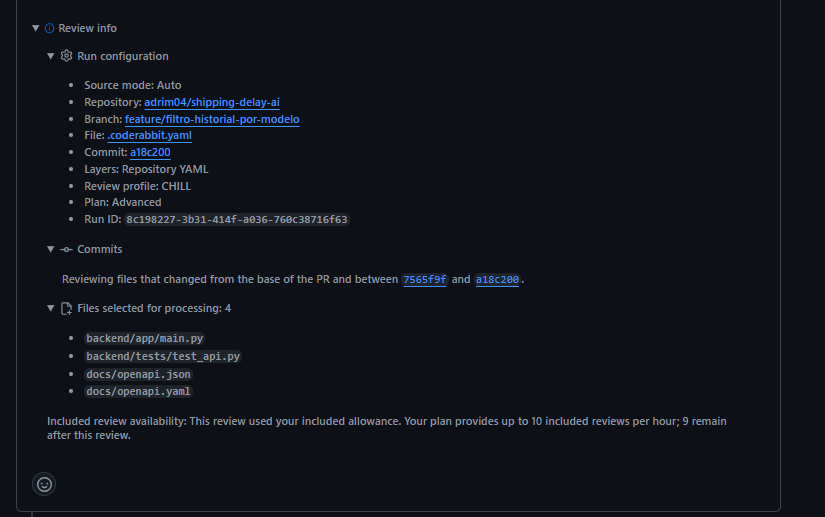 Review info
Run configuration
Source mode: Auto
Repository: adrim04/shipping-delay-ai
Branch: feature/filtro-historial-por-modelo
File: .coderabbit.yaml
Commit: a18c200
Layers: Repository YAML
Review profile: CHILL
Plan: Advanced
Run ID: 8c198227-3b31-414f-a036-760c38716f63
Commits
Reviewing files that changed from the base of the PR and between 7565f9f and a18c200.
Files selected for processing: 4
backend/app/main.py
backend/tests/test_api.py
docs/openapi.json
docs/openapi.yaml
Included review availability: This review used your included allowance. Your plan provides up to 10 included reviews per hour; 9 remain
after this review.